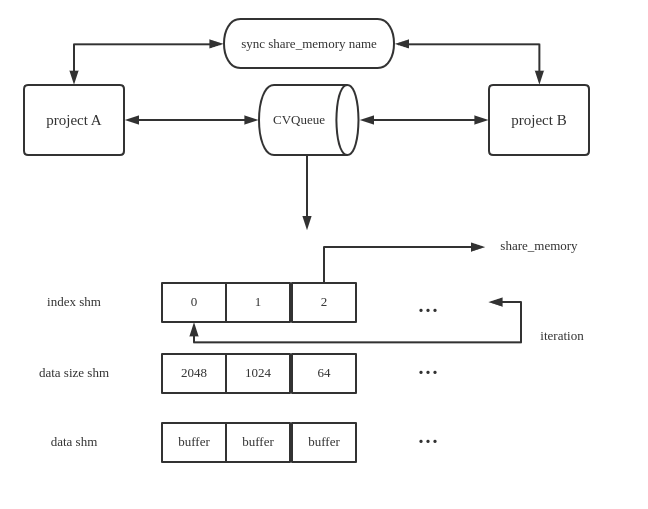 sync share_memory name
project A
CVQueue
project B
share_memory
index shm
0
1
2
...
iteration
data size shm
2048
1024
64
...
data shm
buffer
buffer
buffer
...